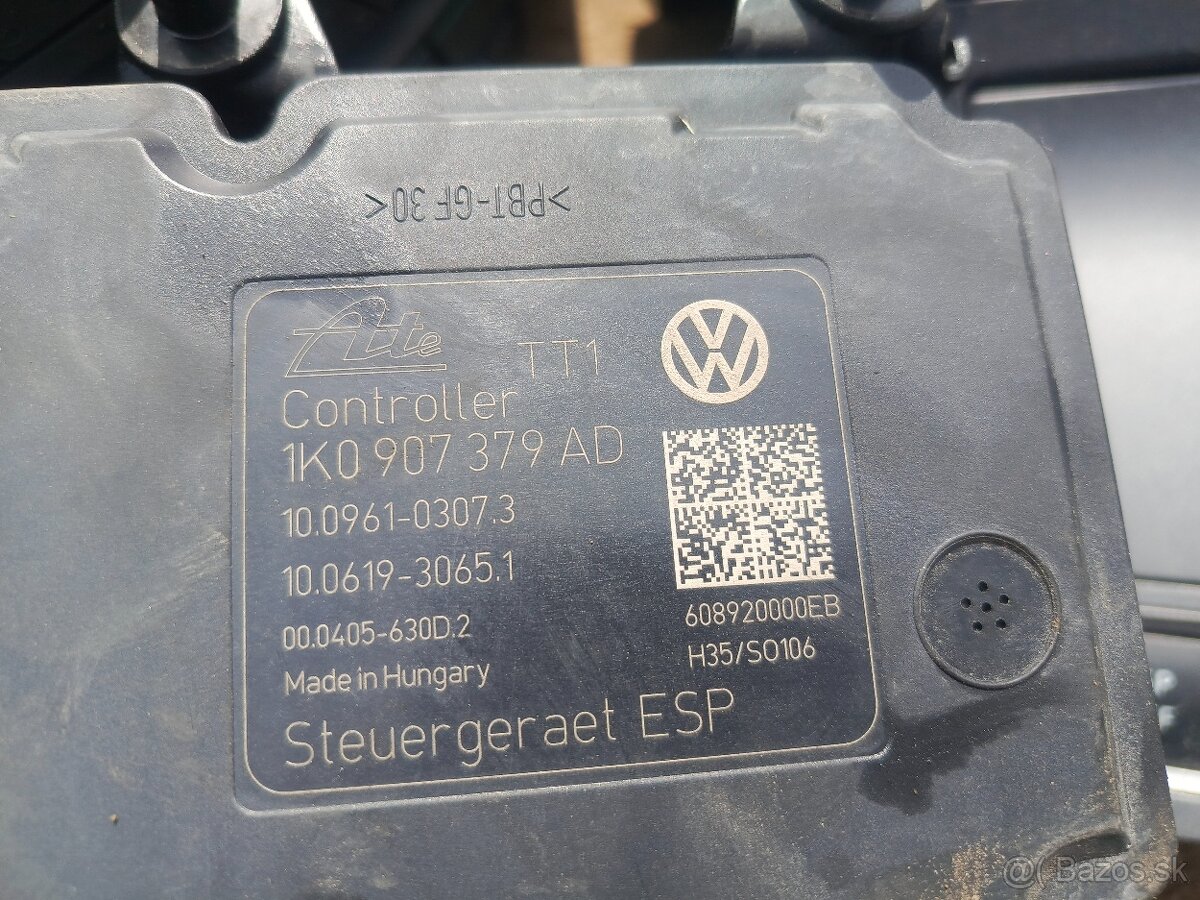 >PBT-GF 30<
Ate TT1
Controller
1K0 907 379 AD
10.0961-0307.3
10.0619-3065.1
00.0405-630D.2
608920000EB
Made in Hungary
H35/SO106
Steuergeraet ESP
@( Bazos.sk